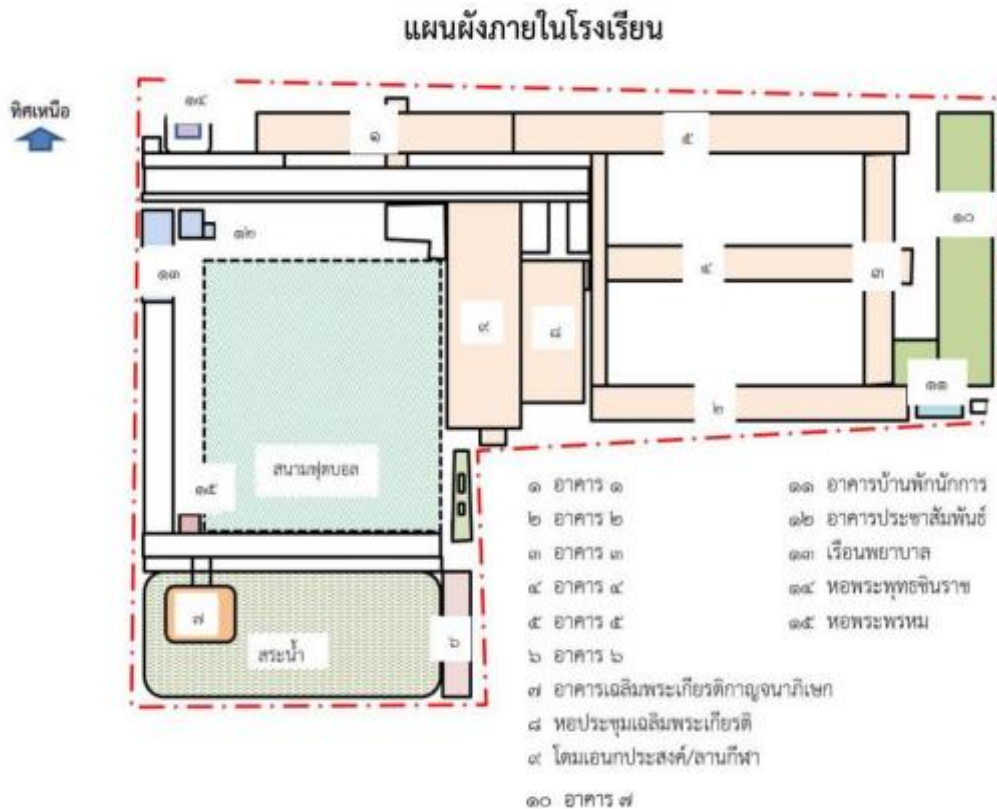 แผนผังภายในโรงเรียน
ทิศเหนือ
๑๔
๑
๕
๑๐
๑๒
๑๓
๔
๓
๙
๘
๑๑
๒
สนามฟุตบอล
๑๕
๗
สระน้ำ
๖
๑ อาคาร ๑
๒ อาคาร ๒
๓ อาคาร ๓
๔ อาคาร ๔
๕ อาคาร ๕
๖ อาคาร ๖
๗ อาคารเฉลิมพระเกียรติกาญจนาภิเษก
๘ หอประชุมเฉลิมพระเกียรติ
๙ โดมเอนกประสงค์/ลานกีฬา
๑๐ อาคาร ๗
๑๑ อาคารบ้านพักนักการ
๑๒ อาคารประชาสัมพันธ์
๑๓ เรือนพยาบาล
๑๔ หอพระพุทธชินราช
๑๕ หอพระพรหม